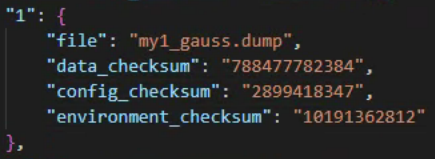 "1": {
"file": "my1_gauss.dump",
"data_checksum": "788477782384",
"config_checksum": "2899418347",
"environment_checksum": "10191362812"
},